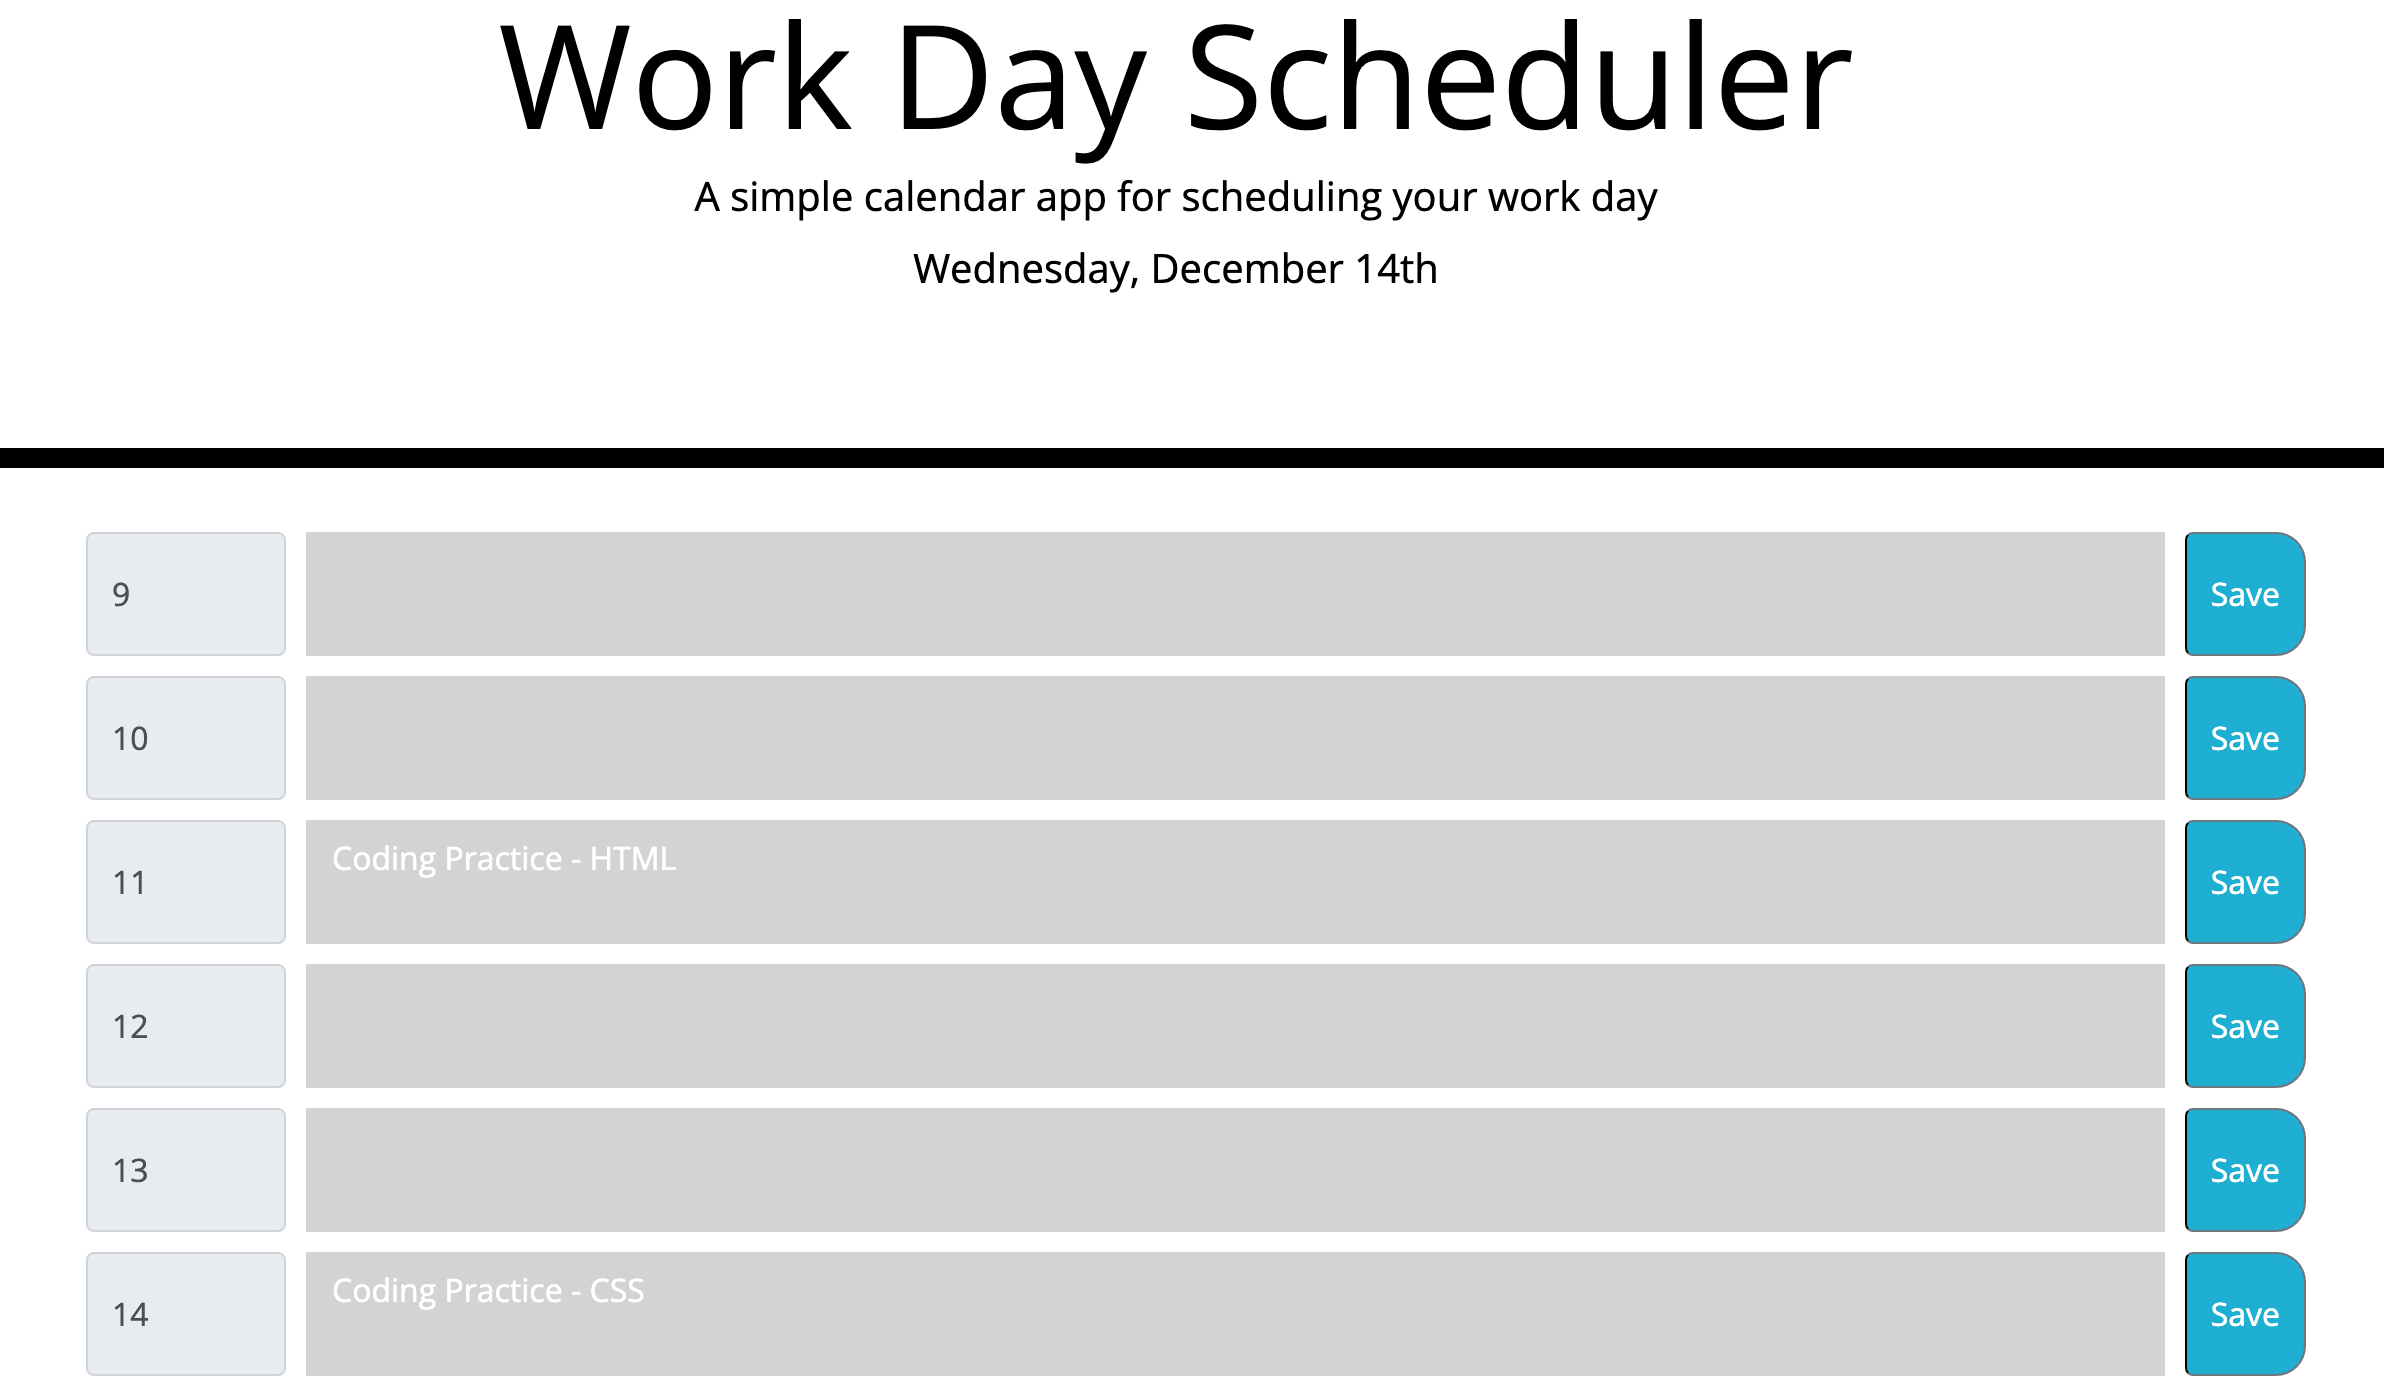 Work Day Scheduler
A simple calendar app for scheduling your work day
Wednesday, December 14th
9 Save
10 Save
11 Coding Practice - HTML Save
12 Save
13 Save
14 Coding Practice - CSS Save